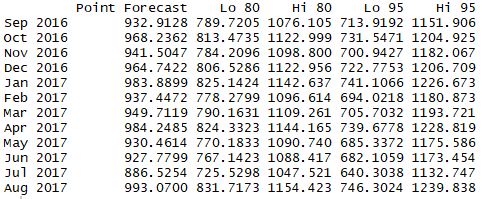 Point Forecast Lo 80 Hi 80 Lo 95 Hi 95
Sep 2016 932.9128 789.7205 1076.105 713.9192 1151.906
Oct 2016 968.2362 813.4735 1122.999 731.5471 1204.925
Nov 2016 941.5047 784.2096 1098.800 700.9427 1182.067
Dec 2016 964.7422 806.5286 1122.956 722.7753 1206.709
Jan 2017 983.8899 825.1424 1142.637 741.1066 1226.673
Feb 2017 937.4472 778.2799 1096.614 694.0218 1180.873
Mar 2017 949.7119 790.1631 1109.261 705.7032 1193.721
Apr 2017 984.2485 824.3323 1144.165 739.6778 1228.819
May 2017 930.4614 770.1833 1090.740 685.3372 1175.586
Jun 2017 927.7799 767.1423 1088.417 682.1059 1173.454
Jul 2017 886.5254 725.5298 1047.521 640.3038 1132.747
Aug 2017 993.0700 831.7173 1154.423 746.3024 1239.838